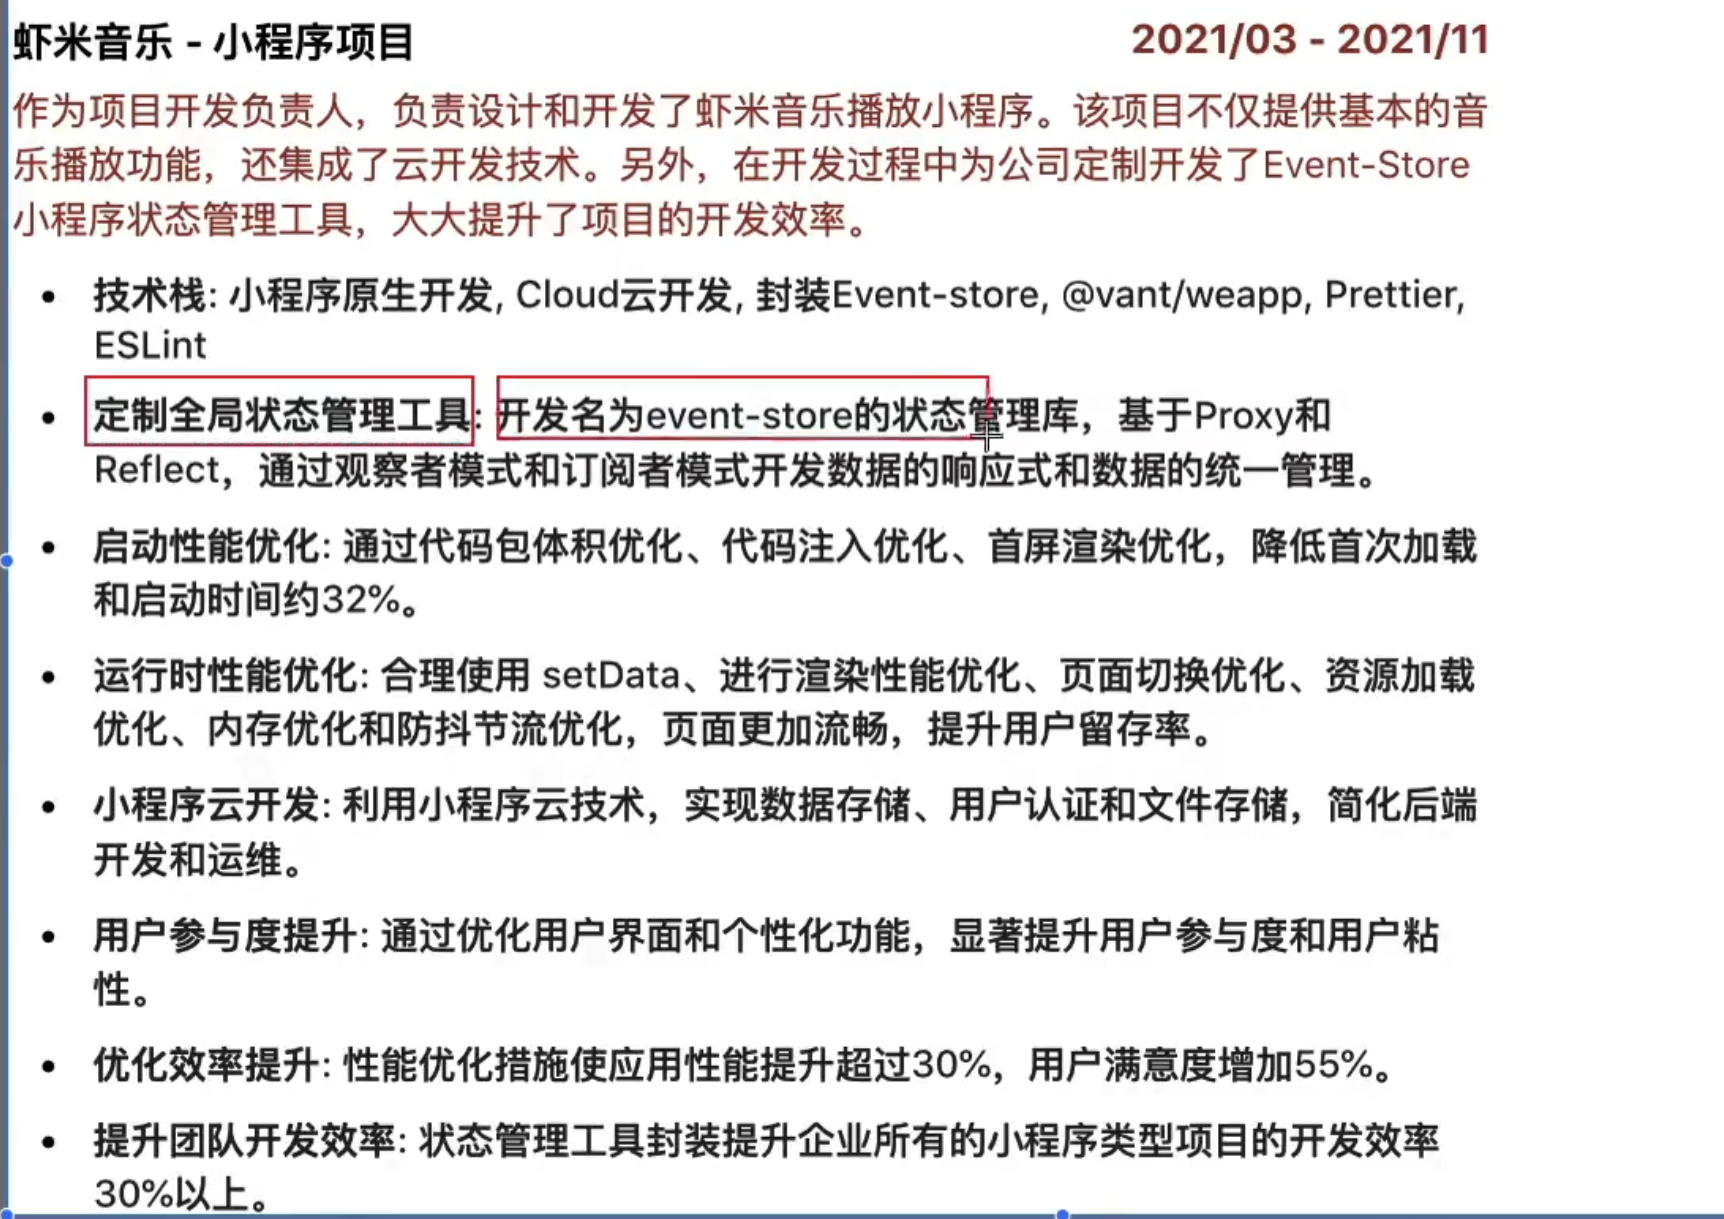 虾米音乐 - 小程序项目 2021/03 - 2021/11
作为项目开发负责人，负责设计和开发了虾米音乐播放小程序。该项目不仅提供基本的音
乐播放功能，还集成了云开发技术。另外，在开发过程中为公司定制开发了Event-Store
小程序状态管理工具，大大提升了项目的开发效率。
• 技术栈: 小程序原生开发, Cloud云开发, 封装Event-store, @vant/weapp, Prettier,
ESLint
• 定制全局状态管理工具: 开发名为event-store的状态管理库，基于Proxy和
Reflect，通过观察者模式和订阅者模式开发数据的响应式和数据的统一管理。
• 启动性能优化: 通过代码包体积优化、代码注入优化、首屏渲染优化，降低首次加载
和启动时间约32%。
• 运行时性能优化: 合理使用 setData、进行渲染性能优化、页面切换优化、资源加载
优化、内存优化和防抖节流优化，页面更加流畅，提升用户留存率。
• 小程序云开发: 利用小程序云技术，实现数据存储、用户认证和文件存储，简化后端
开发和运维。
• 用户参与度提升: 通过优化用户界面和个性化功能，显著提升用户参与度和用户粘
性。
• 优化效率提升: 性能优化措施使应用性能提升超过30%，用户满意度增加55%。
• 提升团队开发效率: 状态管理工具封装提升企业所有的小程序类型项目的开发效率
30%以上。